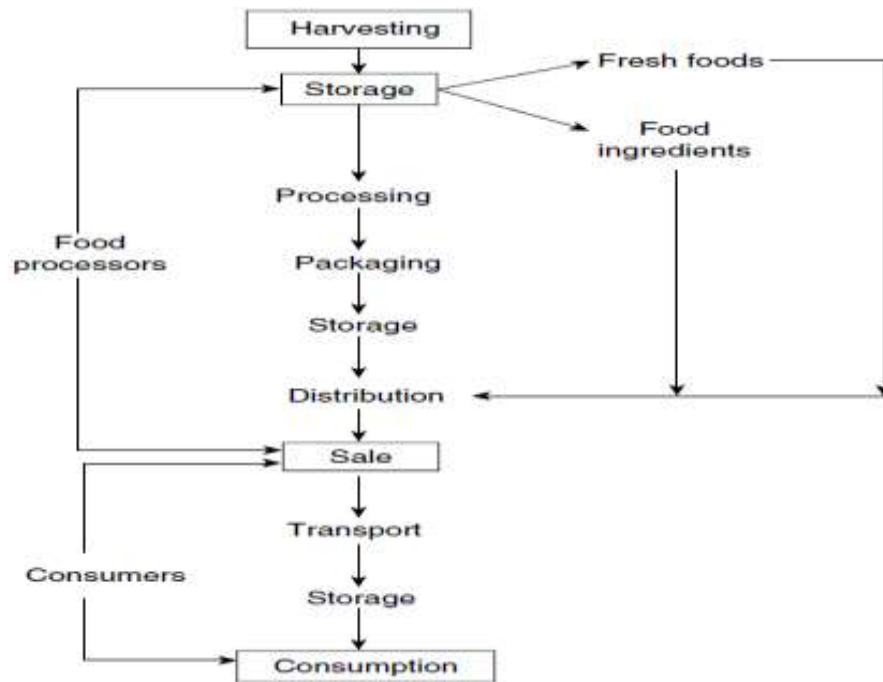 Harvesting
Fresh foods
Storage
Food
ingredients
Processing
Food
processors
Packaging
Storage
Distribution
Sale
Transport
Consumers
Storage
Consumption